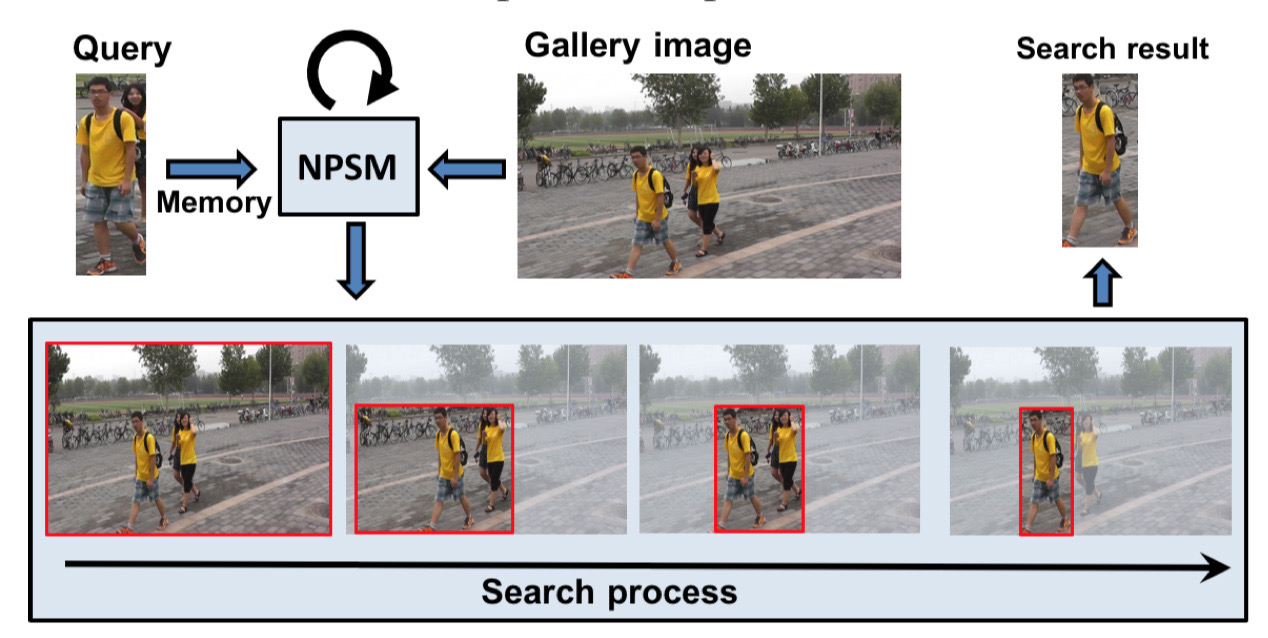 Query
Gallery image
Search result
NPSM
Memory
Search process